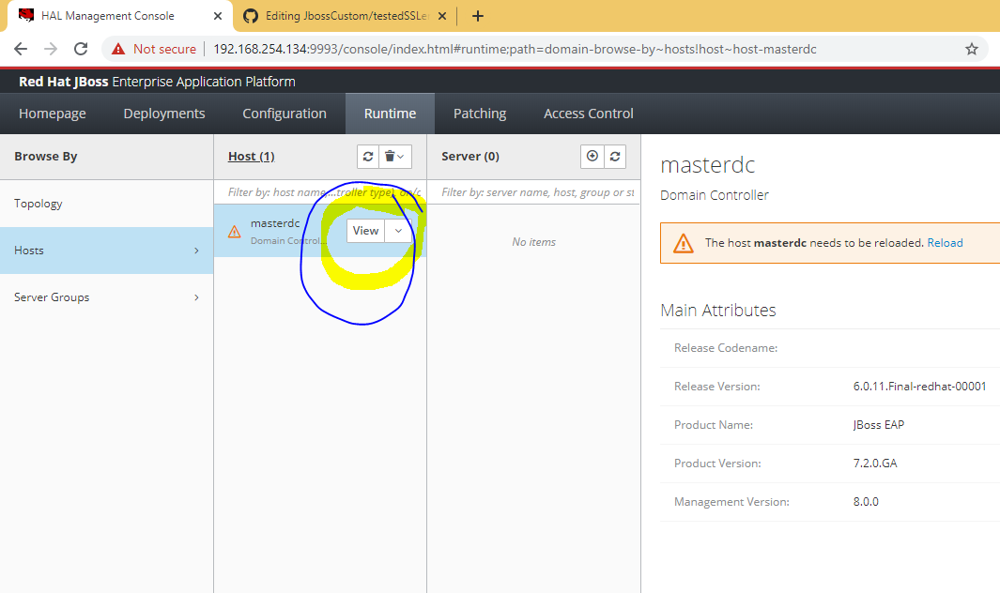 HAL Management Console
Editing JbossCustom/testedSSLe
Not secure 192.168.254.134:9993/console/index.html#runtime;path=domain-browse-by~hosts!host~host-masterdc
Red Hat JBoss Enterprise Application Platform
Homepage Deployments Configuration Runtime Patching Access Control
Browse By
Topology
Hosts
Server Groups
Host (1)
Filter by: host name,...troller type), on/c
masterdc
Domain Control...
View
Server (0)
Filter by: server name, host, group or st
No items
masterdc
Domain Controller
The host masterdc needs to be reloaded. Reload
Main Attributes
Release Codename:
Release Version: 6.0.11.Final-redhat-00001
Product Name: JBoss EAP
Product Version: 7.2.0.GA
Management Version: 8.0.0